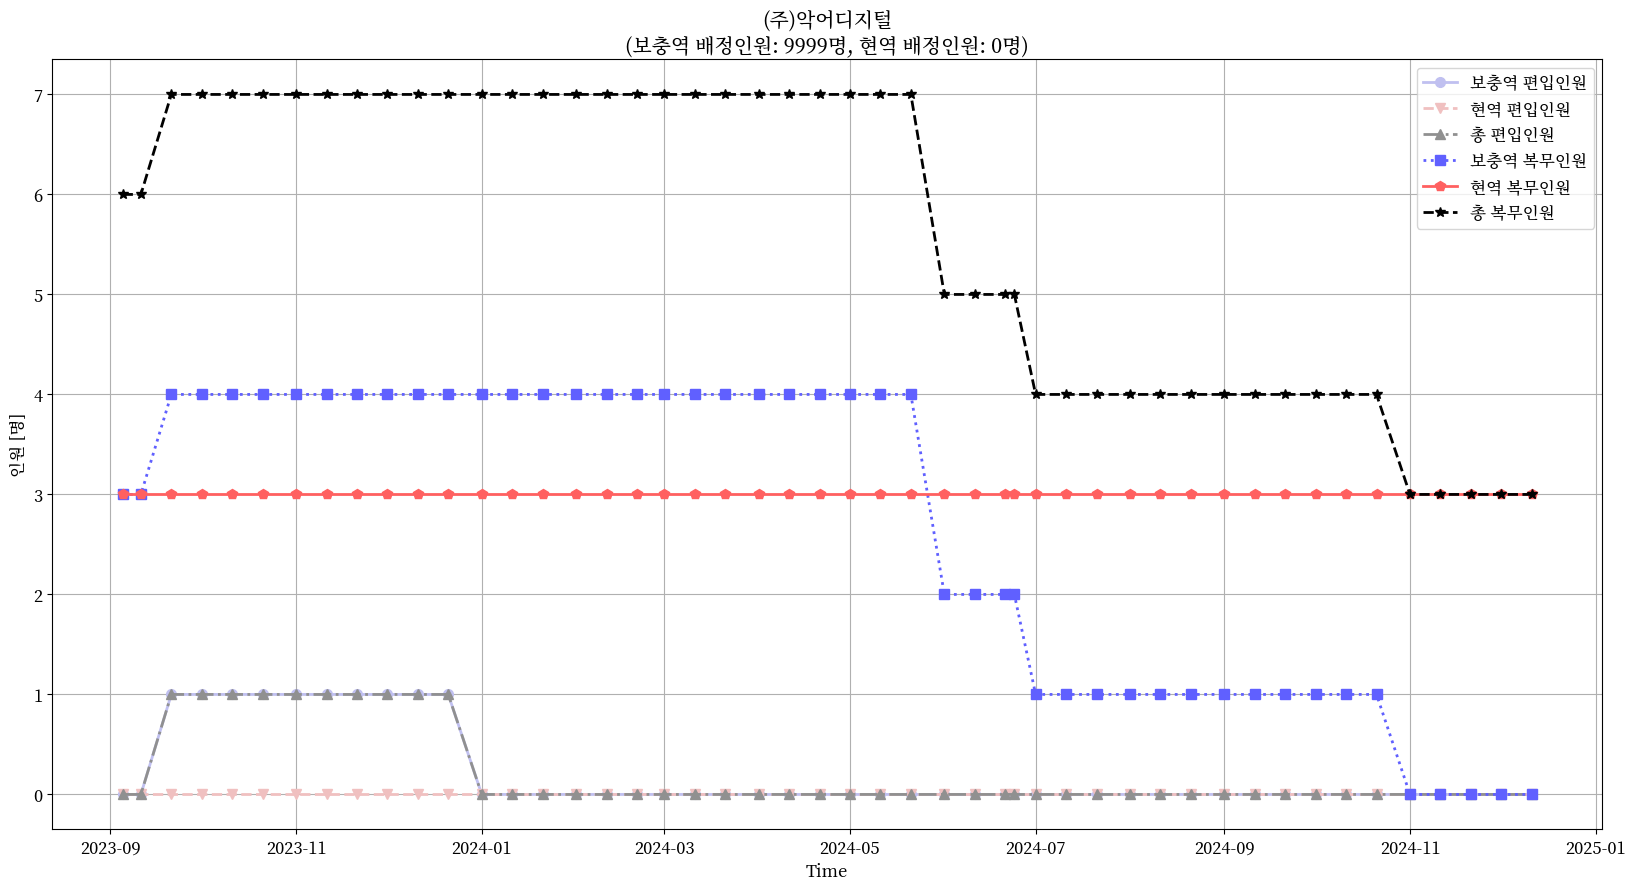 (주)악어디지털
(보충역 배정인원: 9999명, 현역 배정인원: 0명)
보충역 편입인원
현역 편입인원
총 편입인원
보충역 복무인원
현역 복무인원
총 복무인원
인원 [명]
7
6
5
4
3
2
1
0
2023-09 2023-11 2024-01 2024-03 2024-05 2024-07 2024-09 2024-11 2025-01
Time